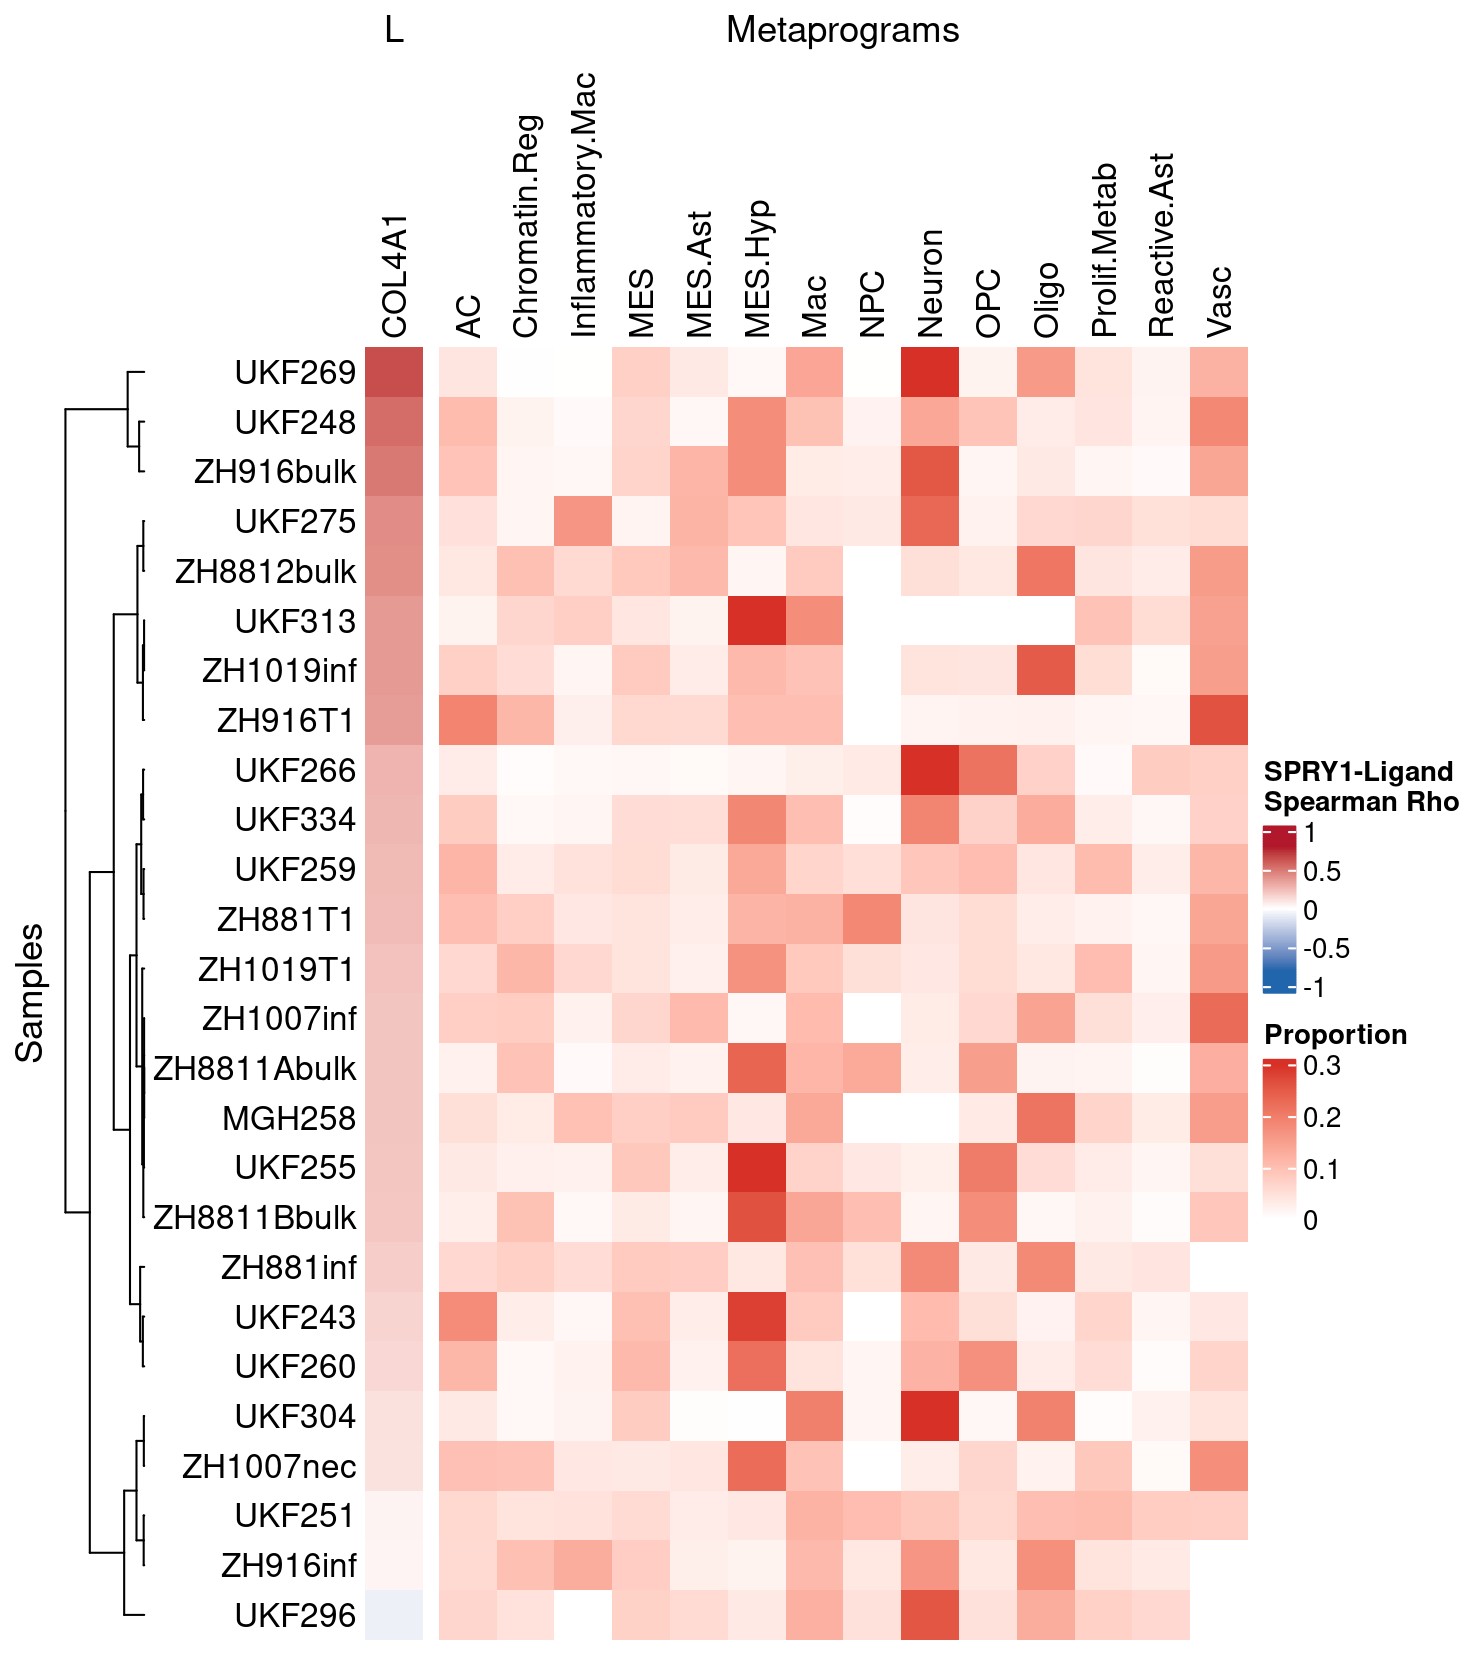 L
Metaprograms
COL4A1
AC
Chromatin.Reg
Inflammatory.Mac
MES
MES.Ast
MES.Hyp
Mac
NPC
Neuron
OPC
Oligo
Prolif.Metab
Reactive.Ast
Vasc
Samples
UKF269
UKF248
ZH916bulk
UKF275
ZH8812bulk
UKF313
ZH1019inf
ZH916T1
UKF266
UKF334
UKF259
ZH881T1
ZH1019T1
ZH1007inf
ZH8811Abulk
MGH258
UKF255
ZH8811Bbulk
ZH881inf
UKF243
UKF260
UKF304
ZH1007nec
UKF251
ZH916inf
UKF296
SPRY1-Ligand
Spearman Rho
1
0.5
0
-0.5
-1
Proportion
0.3
0.2
0.1
0